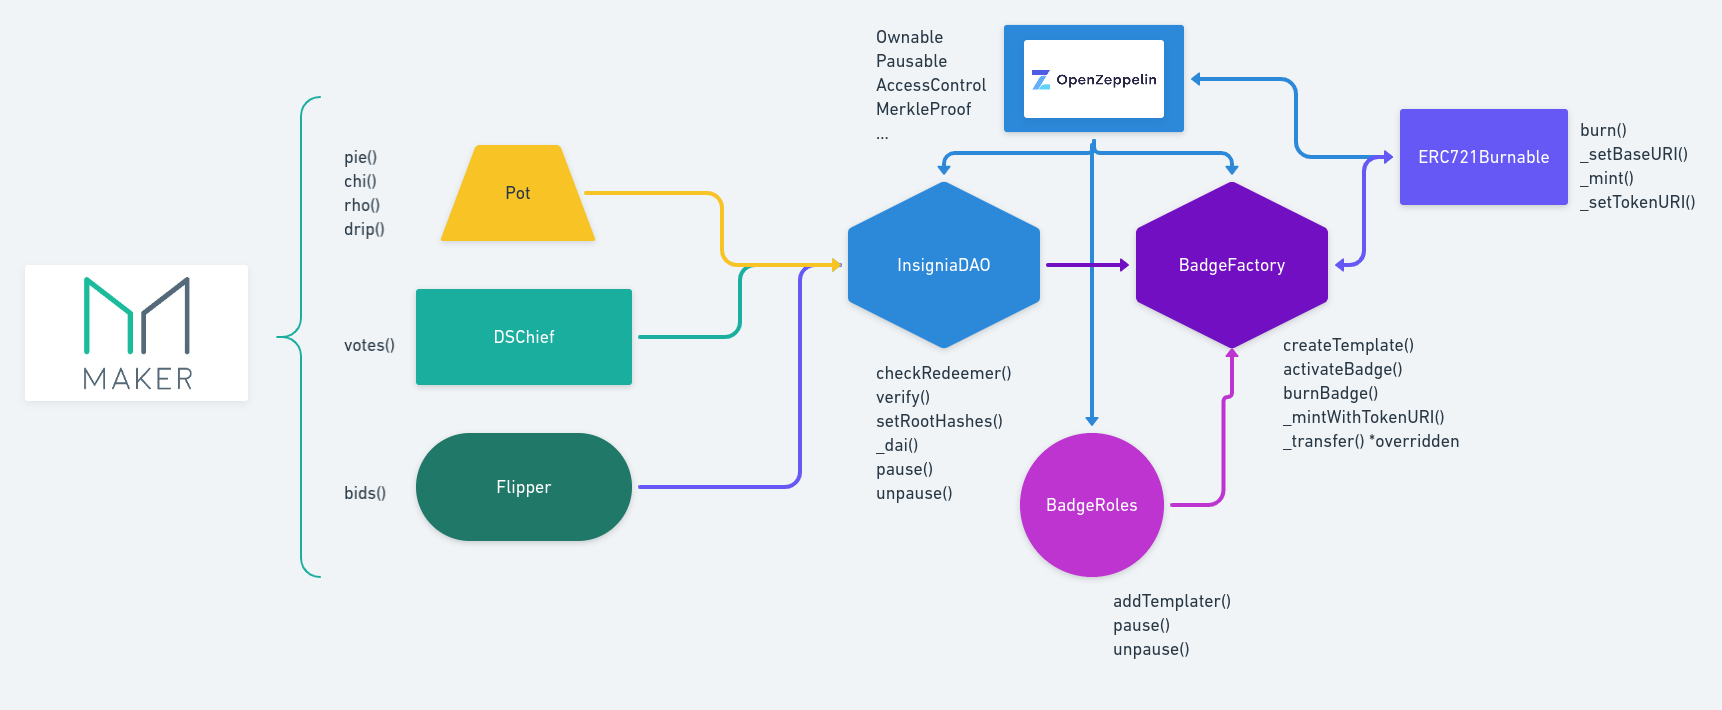 MAKER
pie()
chi()
rho()
drip()
Pot
votes()
DSChief
bids()
Flipper
Ownable
Pausable
AccessControl
MerkleProof
...
OpenZeppelin
InsigniaDAO
checkRedeemer()
verify()
setRootHashes()
_dai()
pause()
unpause()
BadgeFactory
createTemplate()
activateBadge()
burnBadge()
_mintWithTokenURI()
_transfer() *overridden
BadgeRoles
addTemplater()
pause()
unpause()
ERC721Burnable
burn()
_setBaseURI()
_mint()
_setTokenURI()